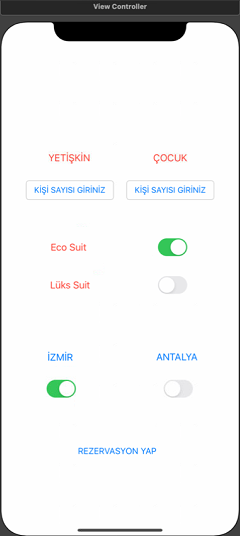 View Controller
YETİŞKİN ÇOCUK
KİŞİ SAYISI GİRİNİZ KİŞİ SAYISI GİRİNİZ
Eco Suit
Lüks Suit
İZMİR ANTALYA
REZERVASYON YAP